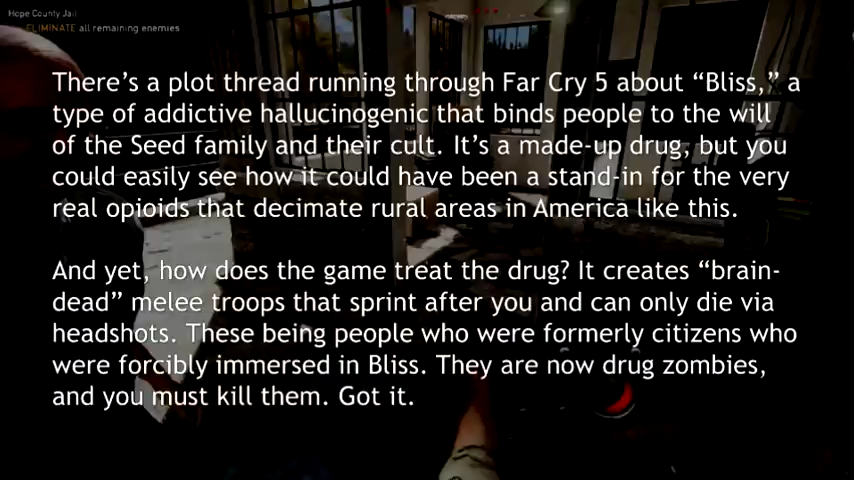 Hope County Jail
ELIMINATE all remaining enemies
There's a plot thread running through Far Cry 5 about “Bliss,” a
type of addictive hallucinogenic that binds people to the will
of the Seed family and their cult. It's a made-up drug, but you
could easily see how it could have been a stand-in for the very
real opioids that decimate rural areas in America like this.
And yet, how does the game treat the drug? It creates “brain-
dead” melee troops that sprint after you and can only die via
headshots. These being people who were formerly citizens who
were forcibly immersed in Bliss. They are now drug zombies,
and you must kill them. Got it.